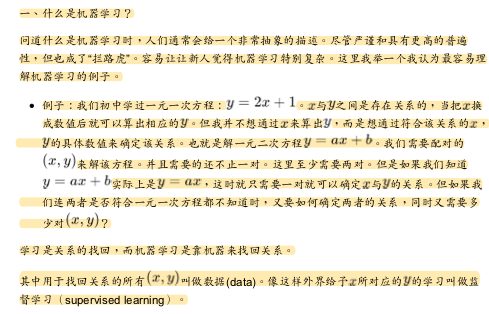 一、什么是机器学习？
问道什么是机器学习时，人们通常会给一个非常抽象的描述。尽管严谨和具有更高的普遍
性，但也成了“拦路虎”。容易让让新人觉得机器学习特别复杂。这里我举一个我认为最容易理
解机器学习的例子。
• 例子：我们初中学过一元一次方程：y = 2x + 1。x与y之间是存在关系的，当把x换
成数值后就可以算出相应的y。但我并不想通过x来算出y，而是想通过符合该关系的x，
y的具体数值来确定该关系。也就是解一元二次方程y = ax + b。我们需要配对的
(x, y)来解该方程。并且需要的还不止一对。这里至少需要两对。但是如果我们知道
y = ax + b实际上是y = ax，这时就只需要一对就可以确定x与y的关系。但如果我
们连两者是否符合一元一次方程都不知道时，又要如何确定两者的关系，同时又需要多
少对(x, y)？
学习是关系的找回，而机器学习是靠机器来找回关系。
其中用于找回关系的所有(x, y)叫做数据(data)。像这样外界给于x所对应的y的学习叫做监
督学习（supervised learning）。